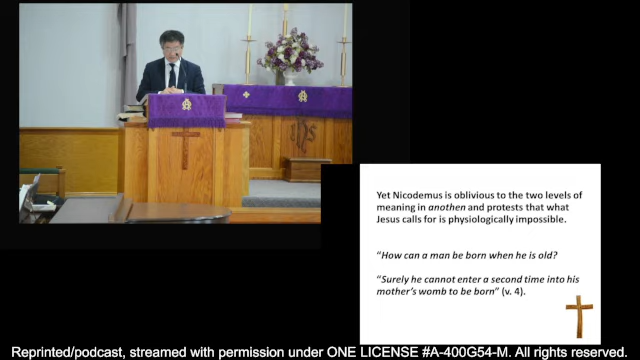 Yet Nicodemus is oblivious to the two levels of
meaning in anothen and protests that what
Jesus calls for is physiologically impossible.
"How can a man be born when he is old?
"Surely he cannot enter a second time into his
mother's womb to be born" (v. 4).
Reprinted/podcast, streamed with permission under ONE LICENSE #A-400G54-M. All rights reserved.